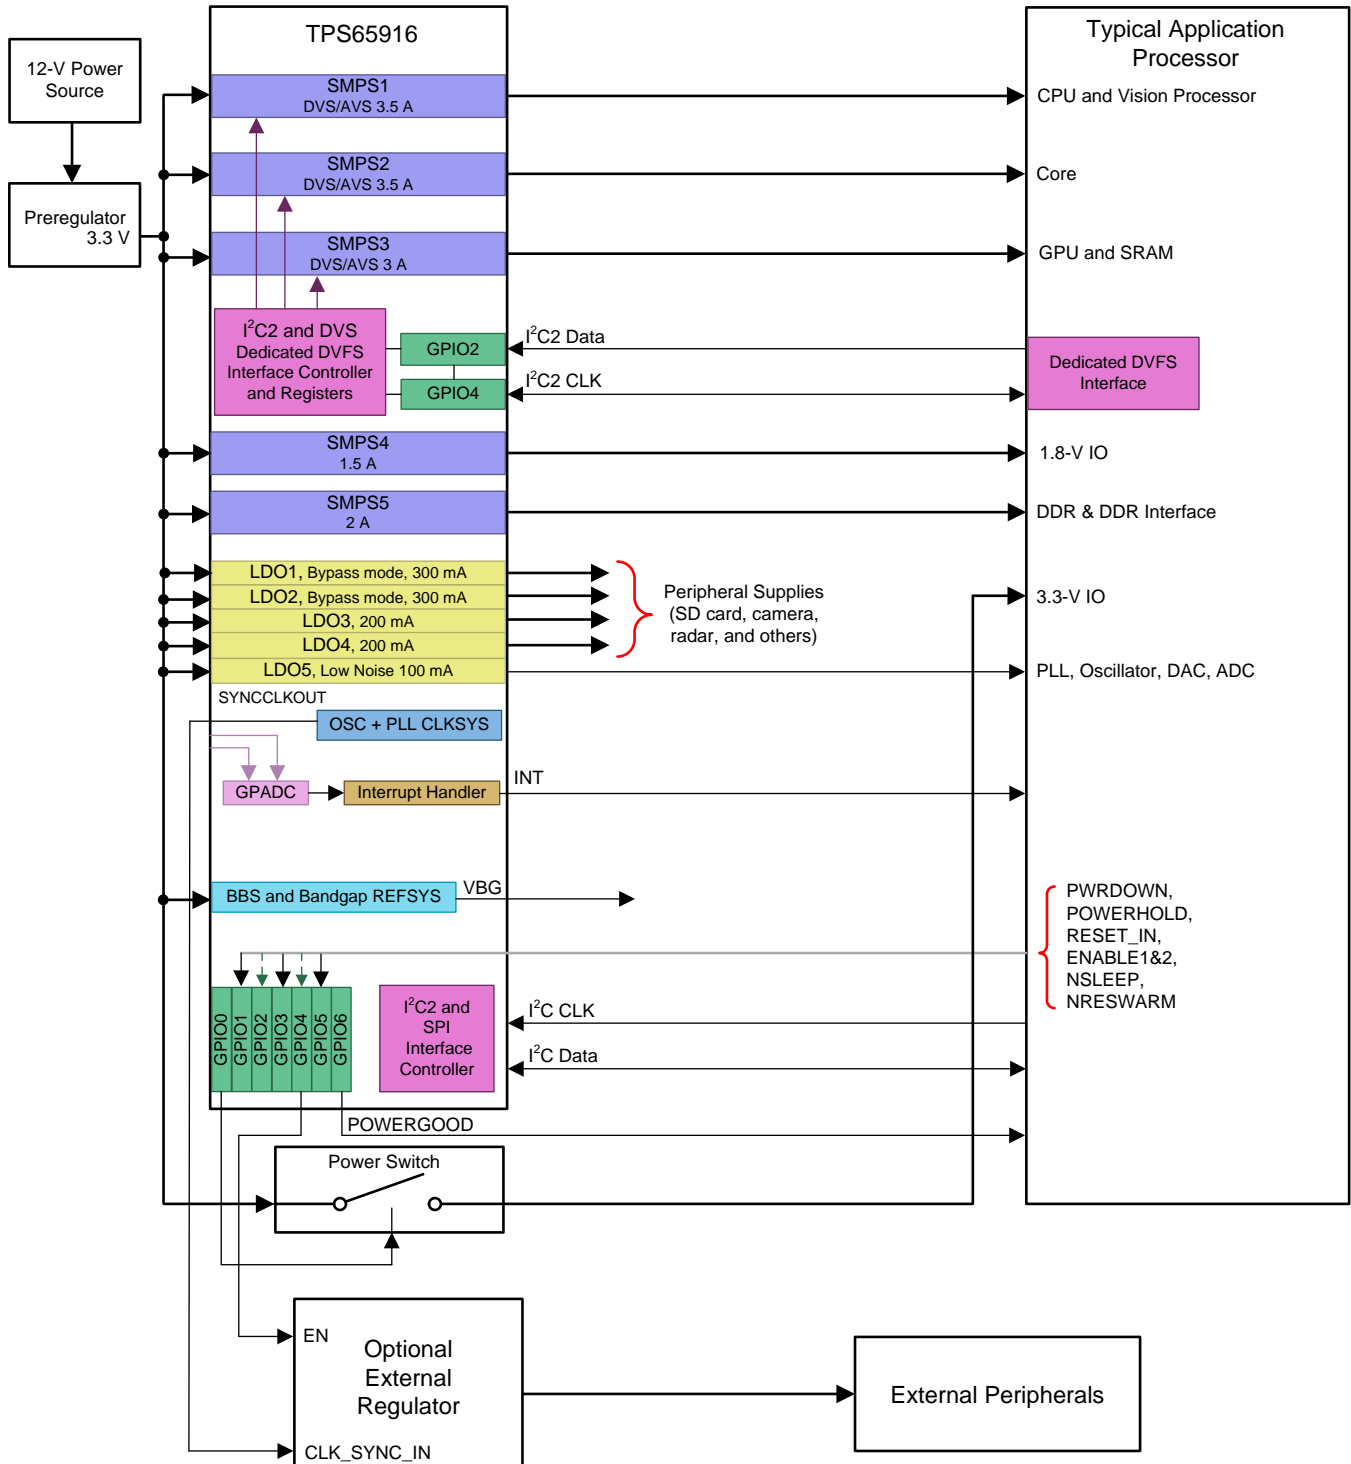 TPS65916
Typical Application
Processor
12-V Power
Source
SMPS1
DVS/AVS 3.5 A
CPU and Vision Processor
SMPS2
DVS/AVS 3.5 A
Core
Preregulator
3.3 V
SMPS3
DVS/AVS 3 A
GPU and SRAM
I²C2 and DVS
Dedicated DVFS
Interface Controller
and Registers
GPIO2
I²C2 Data
GPIO4
I²C2 CLK
Dedicated DVFS
Interface
SMPS4
1.5 A
1.8-V IO
SMPS5
2 A
DDR & DDR Interface
LDO1, Bypass mode, 300 mA
LDO2, Bypass mode, 300 mA
LDO3, 200 mA
LDO4, 200 mA
LDO5, Low Noise 100 mA
Peripheral Supplies
(SD card, camera,
radar, and others)
3.3-V IO
PLL, Oscillator, DAC, ADC
SYNCCLKOUT
OSC + PLL CLKSYS
GPADC
Interrupt Handler
INT
BBS and Bandgap REFSYS
VBG
PWRDOWN,
POWERHOLD,
RESET_IN,
ENABLE1&2,
NSLEEP,
NRESWARM
GPIO0
GPIO1
GPIO2
GPIO3
GPIO4
GPIO5
GPIO6
I²C2 and
SPI
Interface
Controller
I²C CLK
I²C Data
POWERGOOD
Power Switch
EN
Optional
External
Regulator
CLK_SYNC_IN
External Peripherals